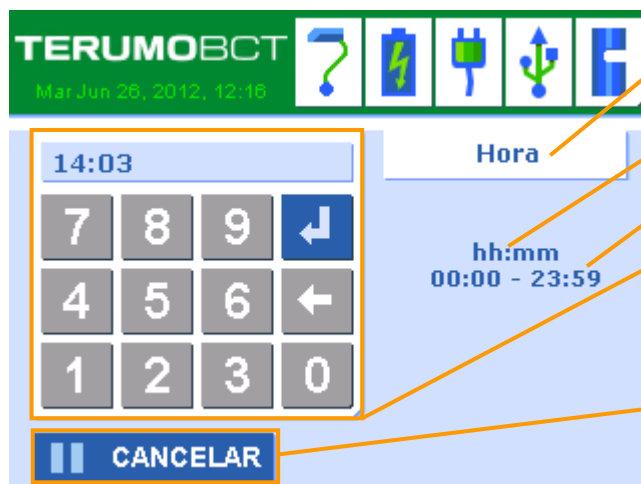 TERUMOBCT
Mar Jun 26, 2012, 12:16
14:03
Hora
7 8 9
hh:mm
00:00 - 23:59
4 5 6
1 2 3 0
CANCELAR